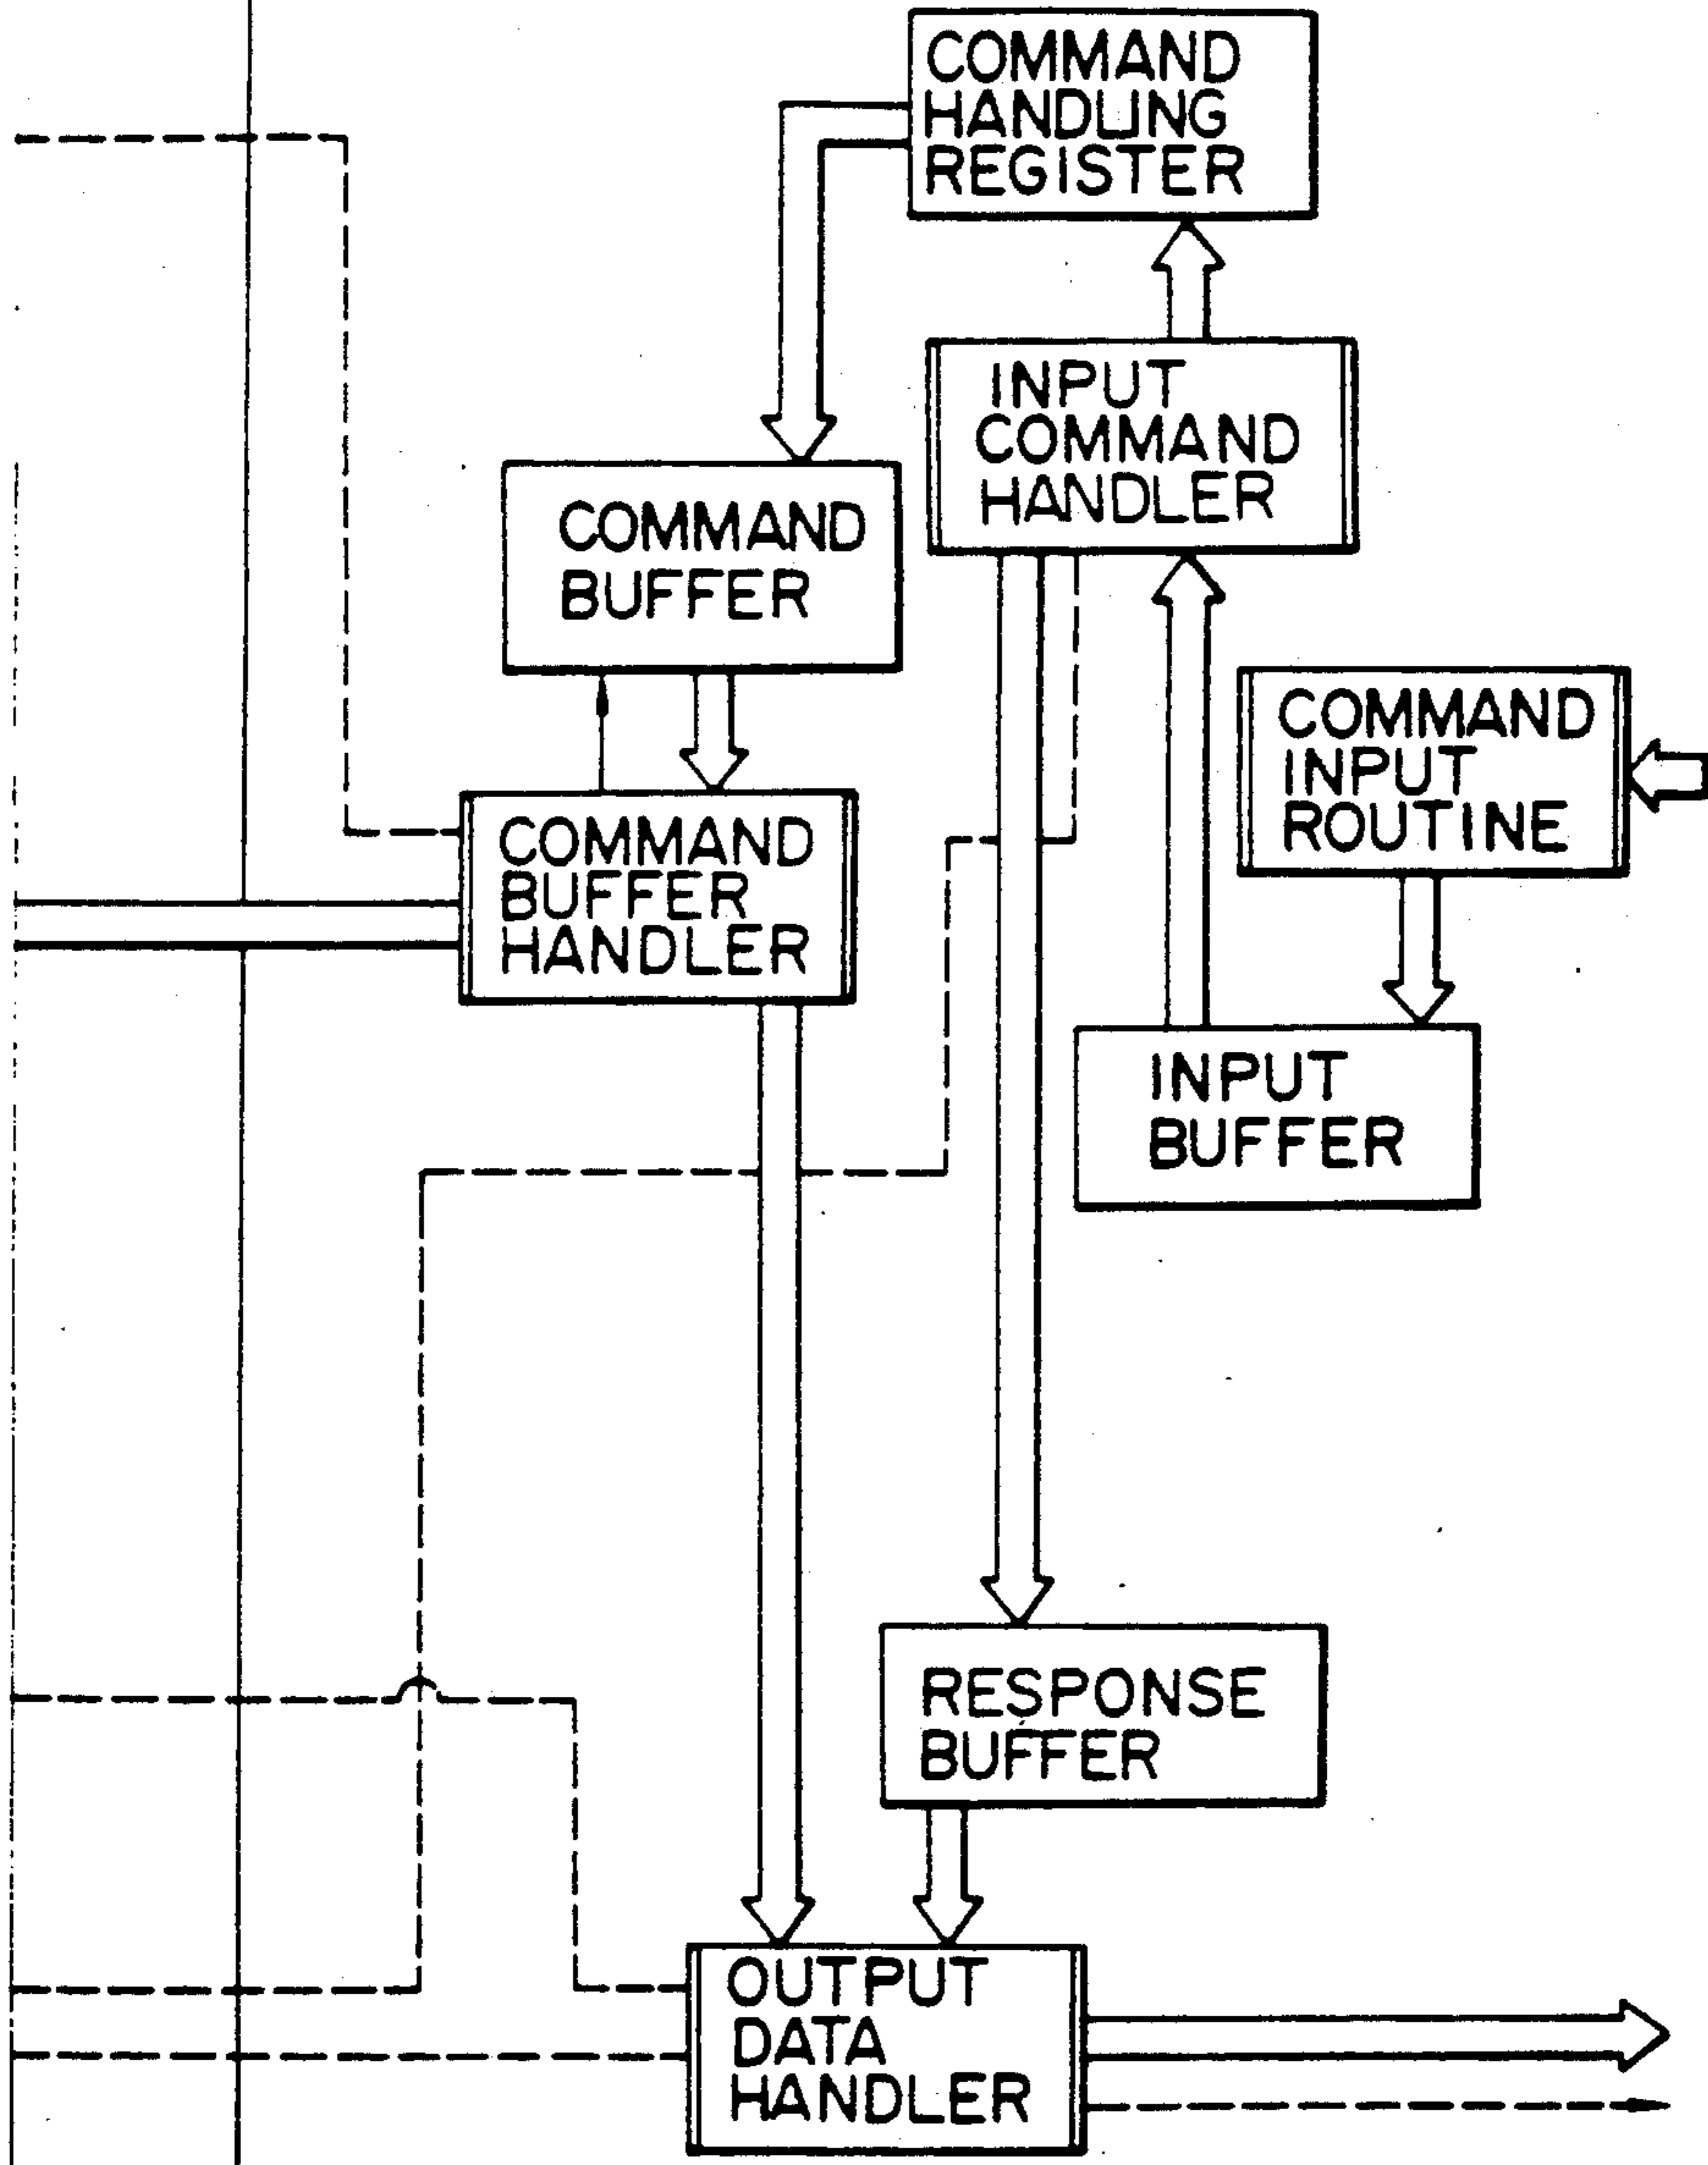 COMMAND
HANDLING
REGISTER
INPUT
COMMAND
HANDLER
COMMAND
BUFFER
COMMAND
INPUT
ROUTINE
COMMAND
BUFFER
HANDLER
INPUT
BUFFER
RESPONSE
BUFFER
OUTPUT
DATA
HANDLER